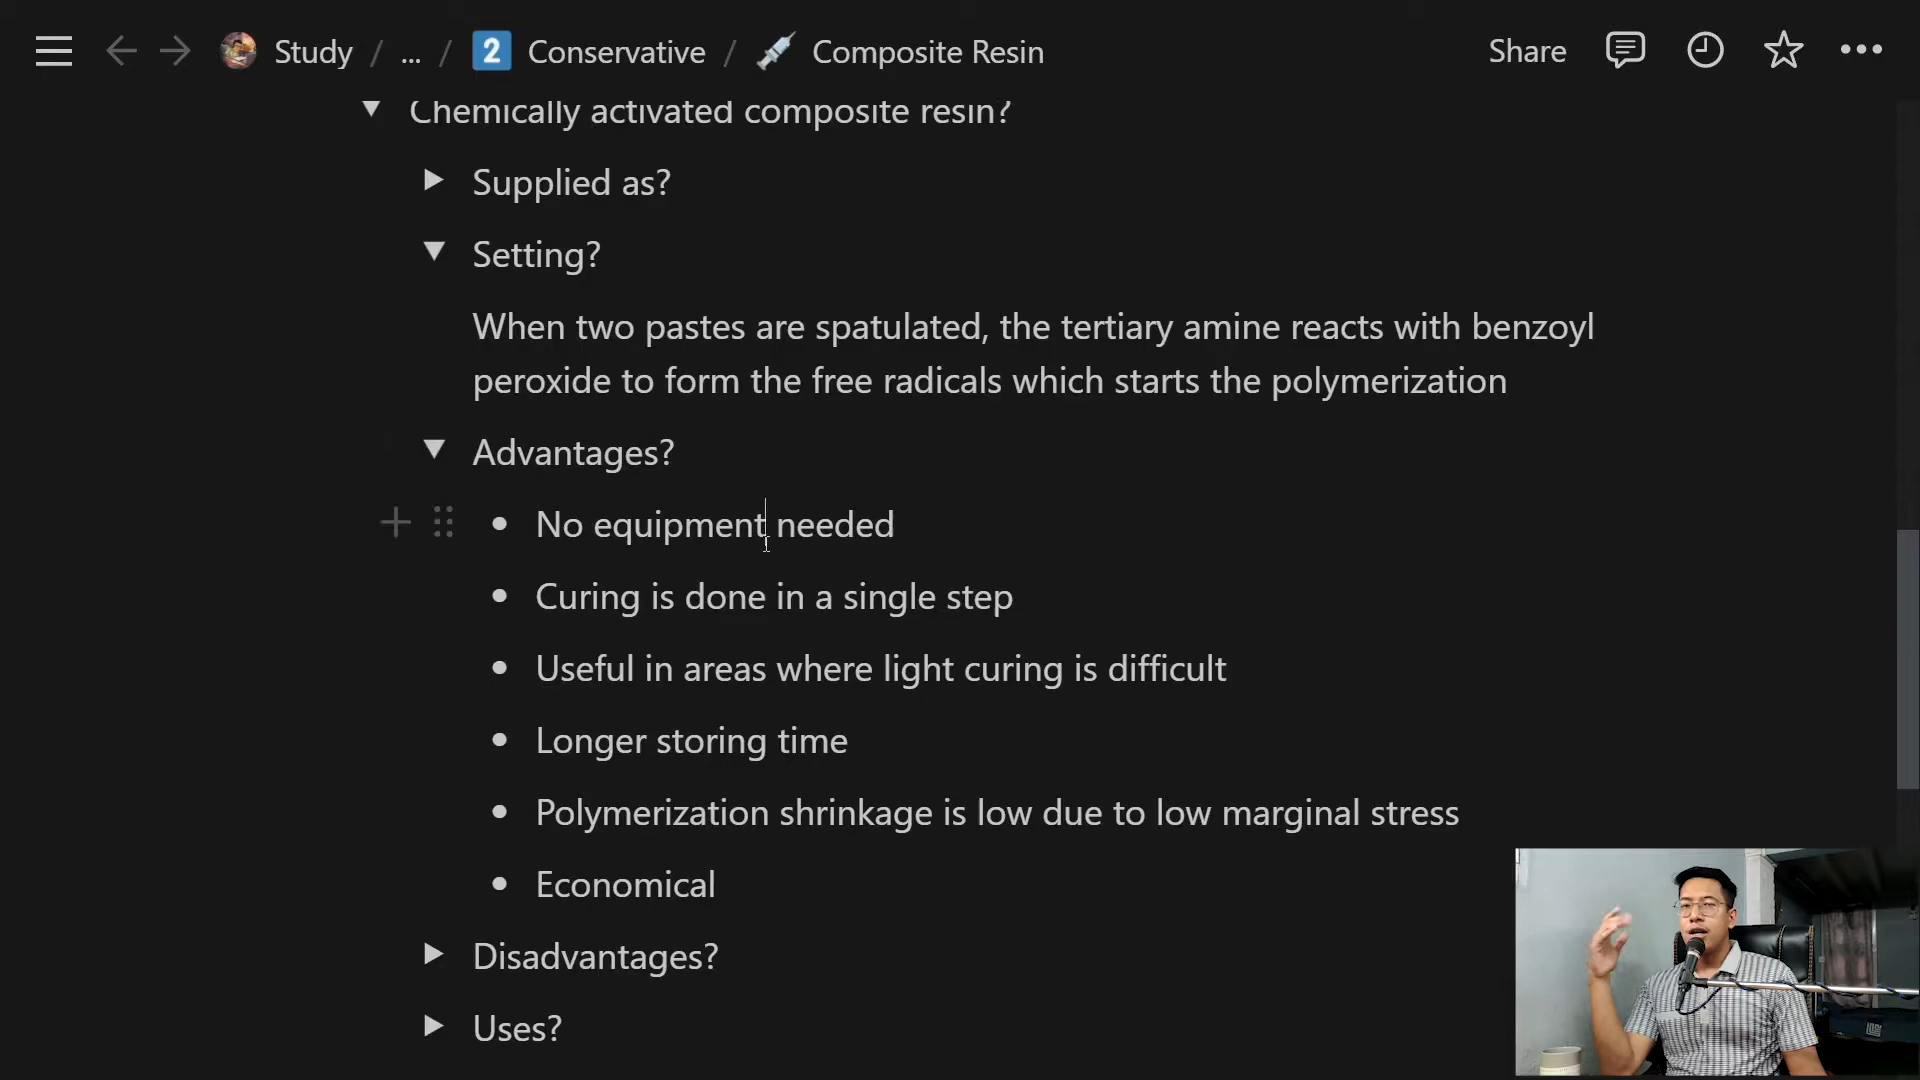 Study / ... / 2 Conservative / Composite Resin Share
Chemically activated composite resin?
Supplied as?
Setting?
When two pastes are spatulated, the tertiary amine reacts with benzoyl
peroxide to form the free radicals which starts the polymerization
Advantages?
No equipment needed
Curing is done in a single step
Useful in areas where light curing is difficult
Longer storing time
Polymerization shrinkage is low due to low marginal stress
Economical
Disadvantages?
Uses?